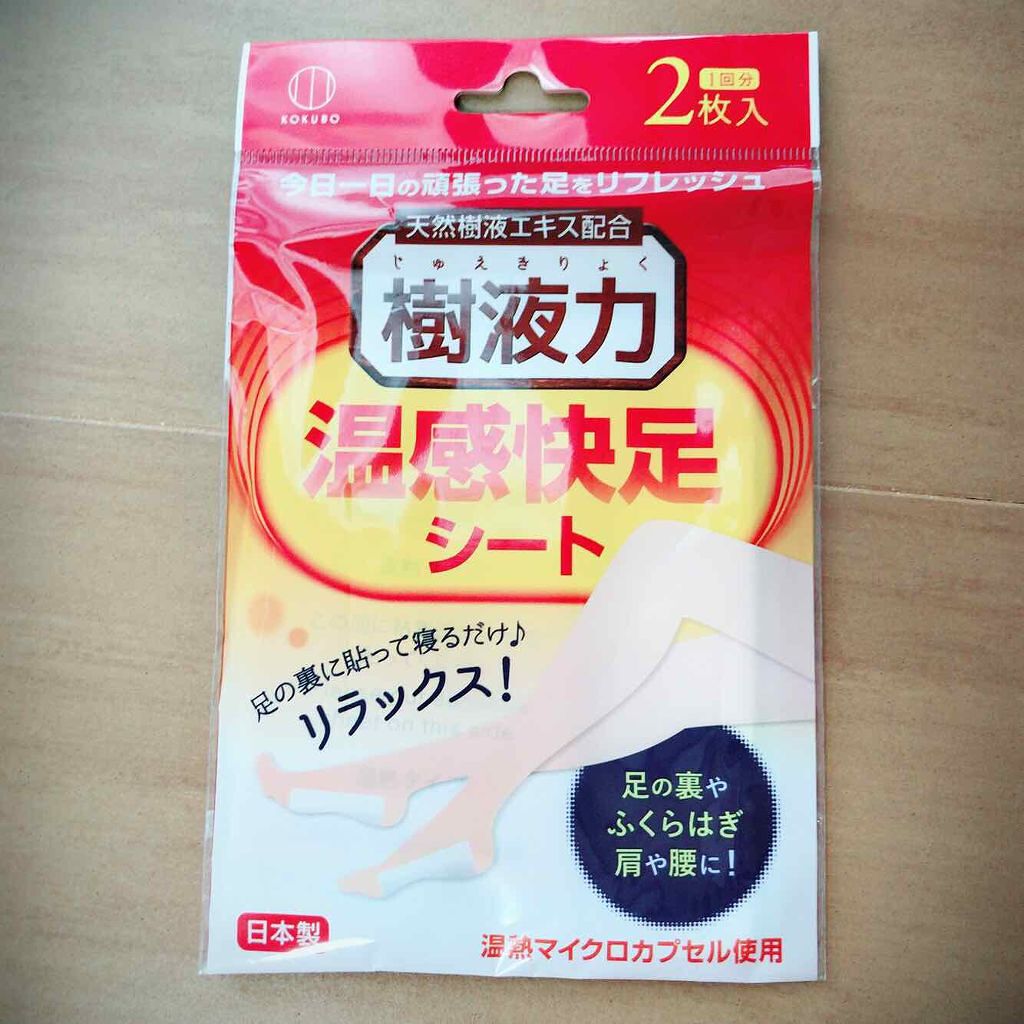 KOKUBO
1回分
2枚入
今日一日の頑張った足をリフレッシュ
天然樹液エキス配合
じゅえきりょく
樹液力
温感快足
シート
足の裏に貼って寝るだけ♪
リラックス!
足の裏や
ふくらはぎ
肩や腰に!
日本製
温熱マイクロカプセル使用